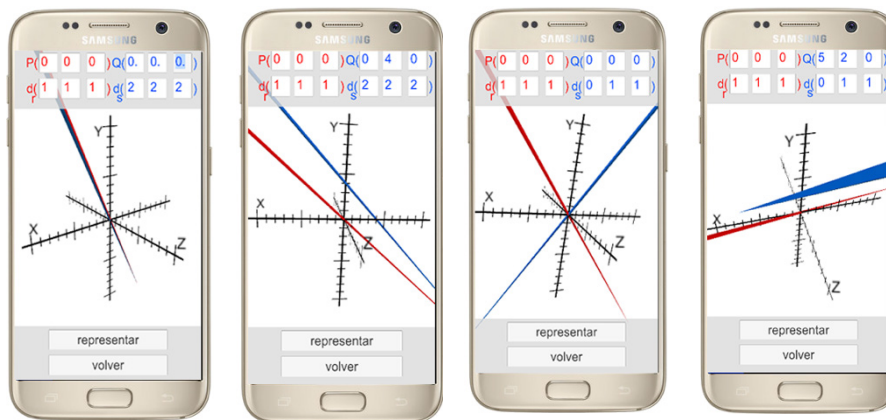 SAMSUNG
P(0 0 0)Q(0. 0. 0.)
d(1 1 1)d(2 2 2)
r s
Y
X
Z
representar
volver
SAMSUNG
P(0 0 0)Q(0 4 0)
d(1 1 1)d(2 2 2)
r s
Y
X
Z
representar
volver
SAMSUNG
P(0 0 0)Q(0 0 0)
d(1 1 1)d(0 1 1)
r s
Y
X
Z
representar
volver
SAMSUNG
P(0 0 0)Q(5 2 0)
d(1 1 1)d(0 1 1)
r s
Y
X
Z
representar
volver